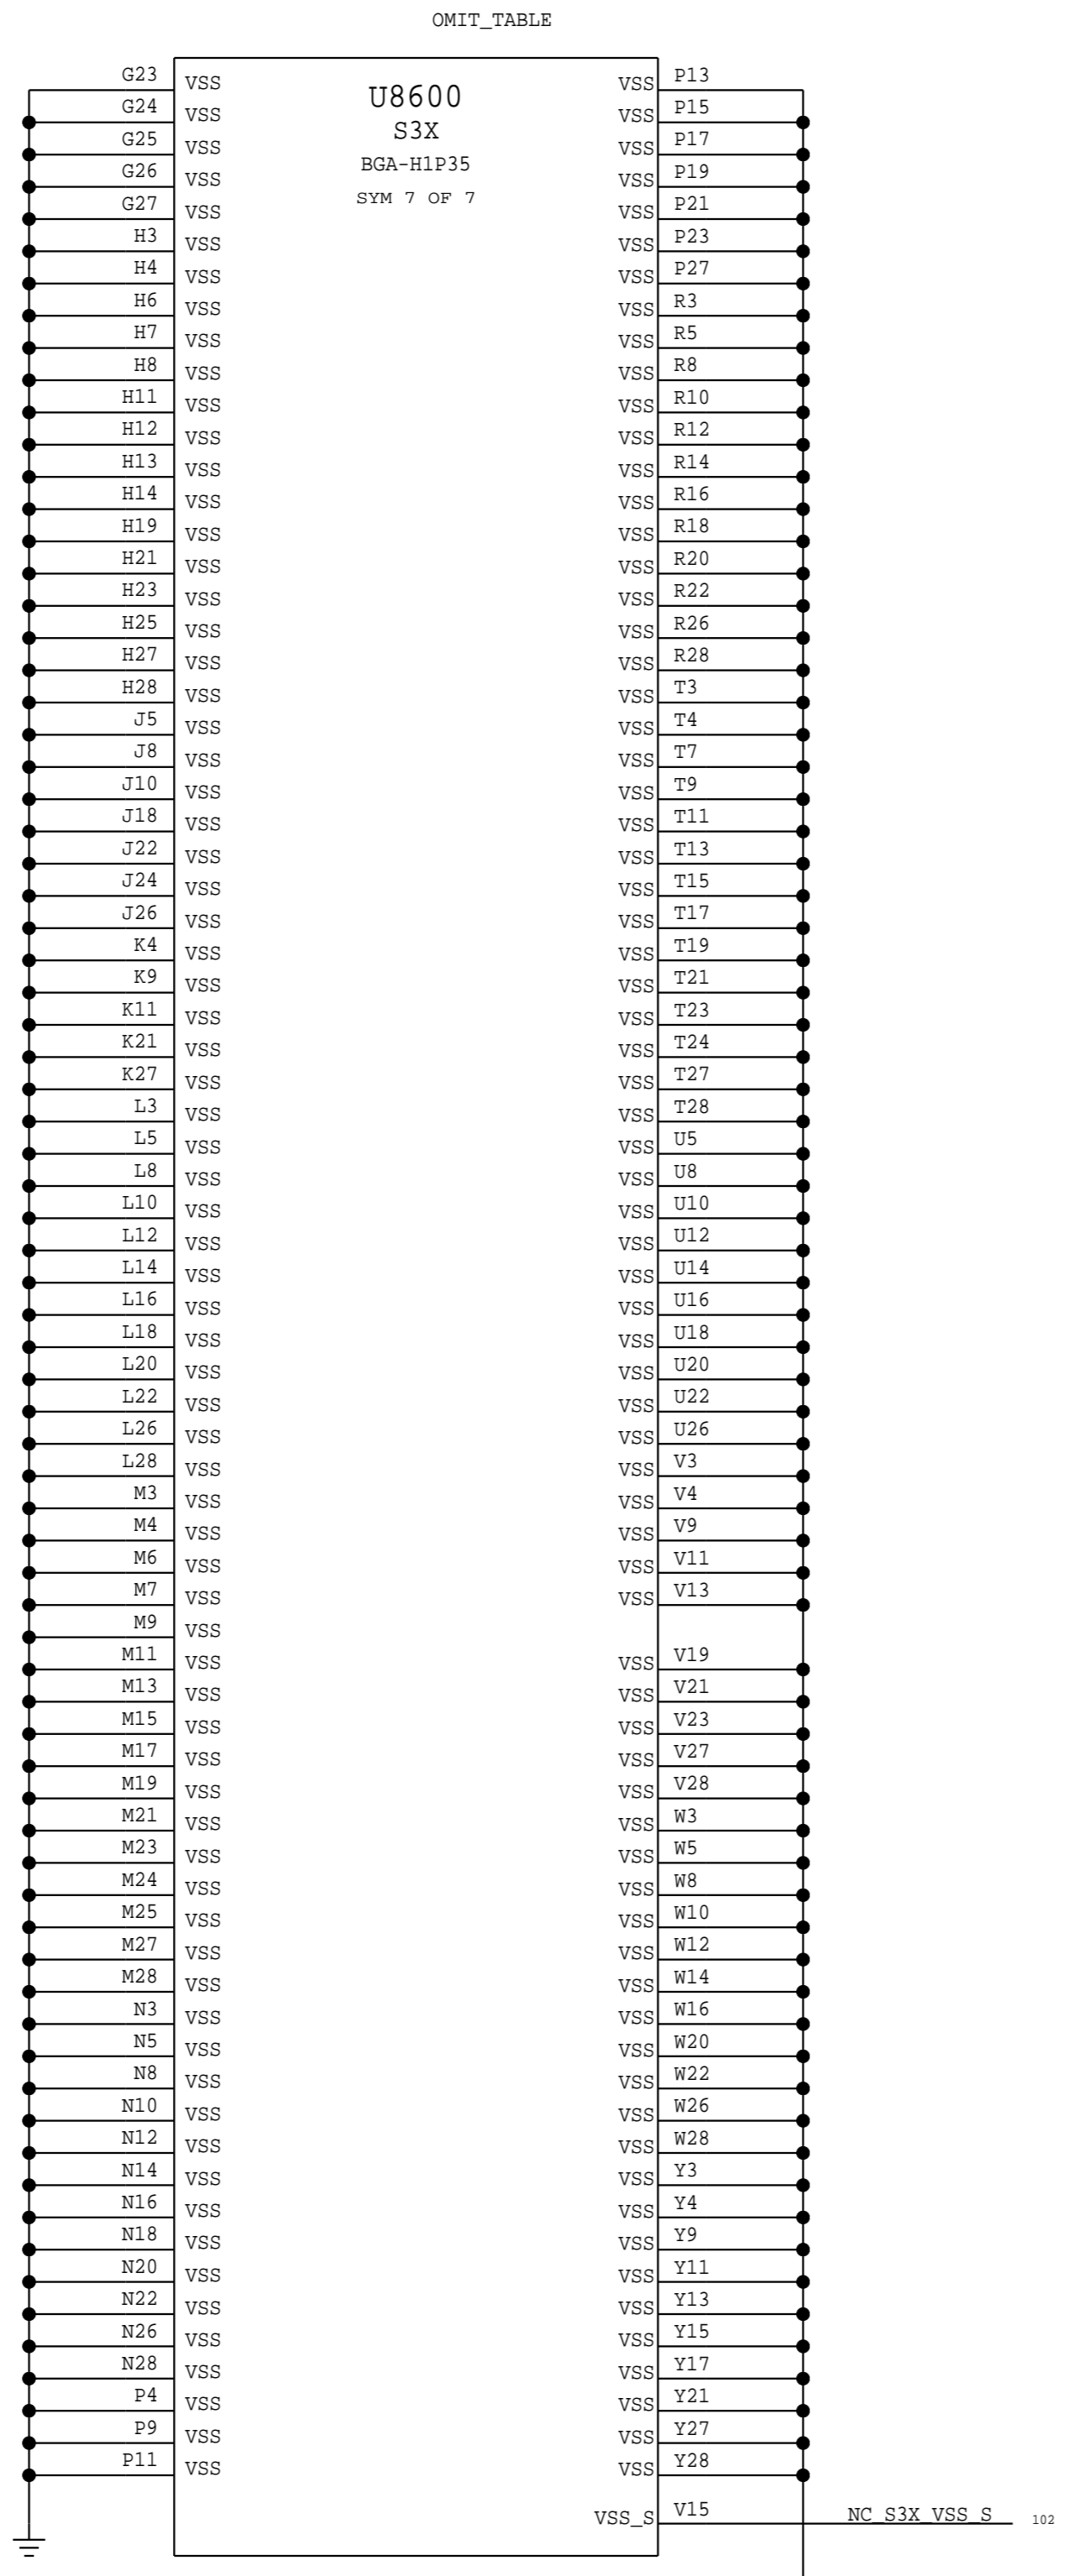 OMIT_TABLE
U8600
S3X
BGA-H1P35
SYM 7 OF 7
G23 VSS VSS P13
G24 VSS VSS P15
G25 VSS VSS P17
G26 VSS VSS P19
G27 VSS VSS P21
H3 VSS VSS P23
H4 VSS VSS P27
H6 VSS VSS R3
H7 VSS VSS R5
H8 VSS VSS R8
H11 VSS VSS R10
H12 VSS VSS R12
H13 VSS VSS R14
H14 VSS VSS R16
H19 VSS VSS R18
H21 VSS VSS R20
H23 VSS VSS R22
H25 VSS VSS R26
H27 VSS VSS R28
H28 VSS VSS T3
J5 VSS VSS T4
J8 VSS VSS T7
J10 VSS VSS T9
J18 VSS VSS T11
J22 VSS VSS T13
J24 VSS VSS T15
J26 VSS VSS T17
K4 VSS VSS T19
K9 VSS VSS T21
K11 VSS VSS T23
K21 VSS VSS T24
K27 VSS VSS T27
L3 VSS VSS T28
L5 VSS VSS U5
L8 VSS VSS U8
L10 VSS VSS U10
L12 VSS VSS U12
L14 VSS VSS U14
L16 VSS VSS U16
L18 VSS VSS U18
L20 VSS VSS U20
L22 VSS VSS U22
L26 VSS VSS U26
L28 VSS VSS V3
M3 VSS VSS V4
M4 VSS VSS V9
M6 VSS VSS V11
M7 VSS VSS V13
M9 VSS
M11 VSS VSS V19
M13 VSS VSS V21
M15 VSS VSS V23
M17 VSS VSS V27
M19 VSS VSS V28
M21 VSS VSS W3
M23 VSS VSS W5
M24 VSS VSS W8
M25 VSS VSS W10
M27 VSS VSS W12
M28 VSS VSS W14
N3 VSS VSS W16
N5 VSS VSS W20
N8 VSS VSS W22
N10 VSS VSS W26
N12 VSS VSS W28
N14 VSS VSS Y3
N16 VSS VSS Y4
N18 VSS VSS Y9
N20 VSS VSS Y11
N22 VSS VSS Y13
N26 VSS VSS Y15
N28 VSS VSS Y17
P4 VSS VSS Y21
P9 VSS VSS Y27
P11 VSS VSS Y28
VSS_S V15 NC_S3X_VSS_S 102